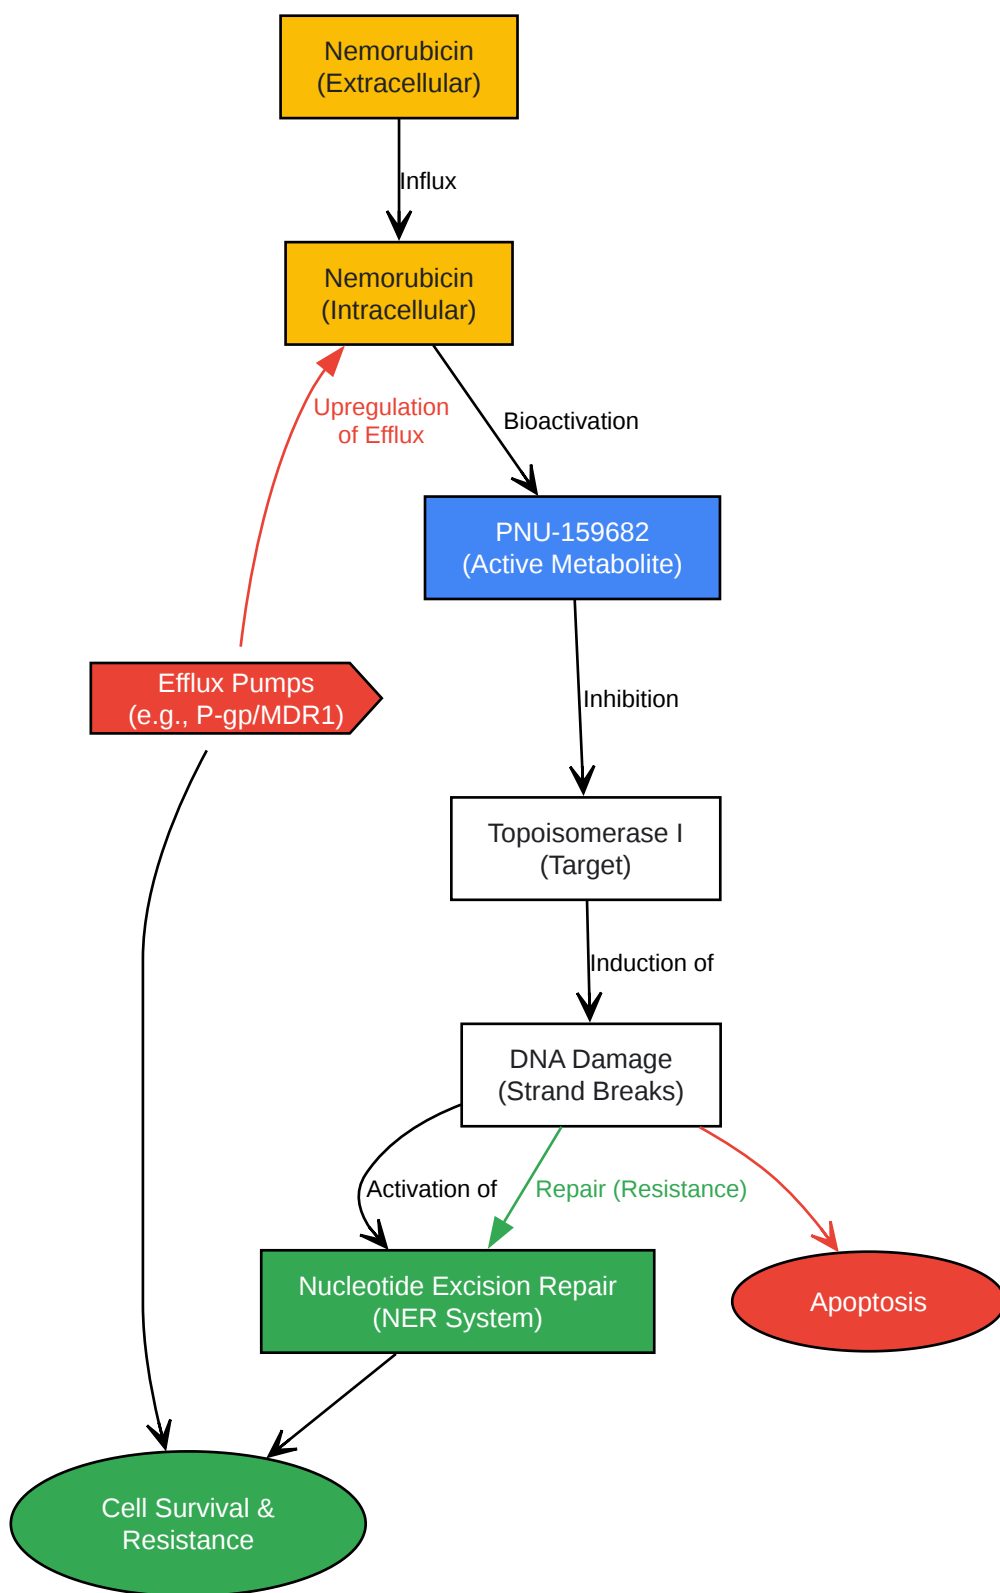 Nemorubicin
(Extracellular)
Influx
Nemorubicin
(Intracellular)
Upregulation
of Efflux
Bioactivation
PNU-159682
(Active Metabolite)
Efflux Pumps
(e.g., P-gp/MDR1)
Inhibition
Topoisomerase I
(Target)
Induction of
DNA Damage
(Strand Breaks)
Activation of
Repair (Resistance)
Nucleotide Excision Repair
(NER System)
Apoptosis
Cell Survival &
Resistance